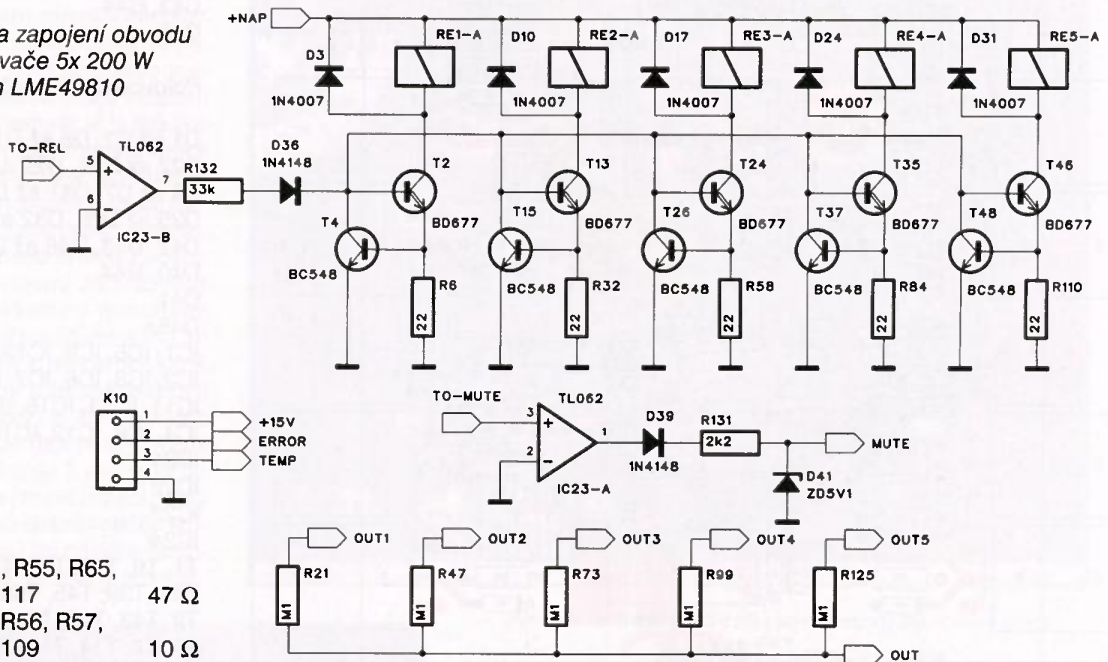 a zapojení obvodu
vače 5x 200 W
LME49810
+NAP
D3
1N4007
RE1-A
D10
1N4007
RE2-A
D17
1N4007
RE3-A
D24
1N4007
RE4-A
D31
1N4007
RE5-A
TO-REL
5
6
7
TL062
IC23-B
R132
33k
D36
1N4148
T2
BD677
T4
BC548
R6
22
T13
BD677
T15
BC548
R32
22
T24
BD677
T26
BC548
R58
22
T35
BD677
T37
BC548
R84
22
T46
BD677
T48
BC548
R110
22
K10
1
2
3
4
+15V
ERROR
TEMP
TO-MUTE
3
2
1
TL062
IC23-A
D39
1N4148
R131
2k2
MUTE
D41
ZD5V1
OUT1
OUT2
OUT3
OUT4
OUT5
R21
M1
R47
M1
R73
M1
R99
M1
R125
M1
OUT
, R55, R65,
117 47 Ω
R56, R57,
109 10 Ω